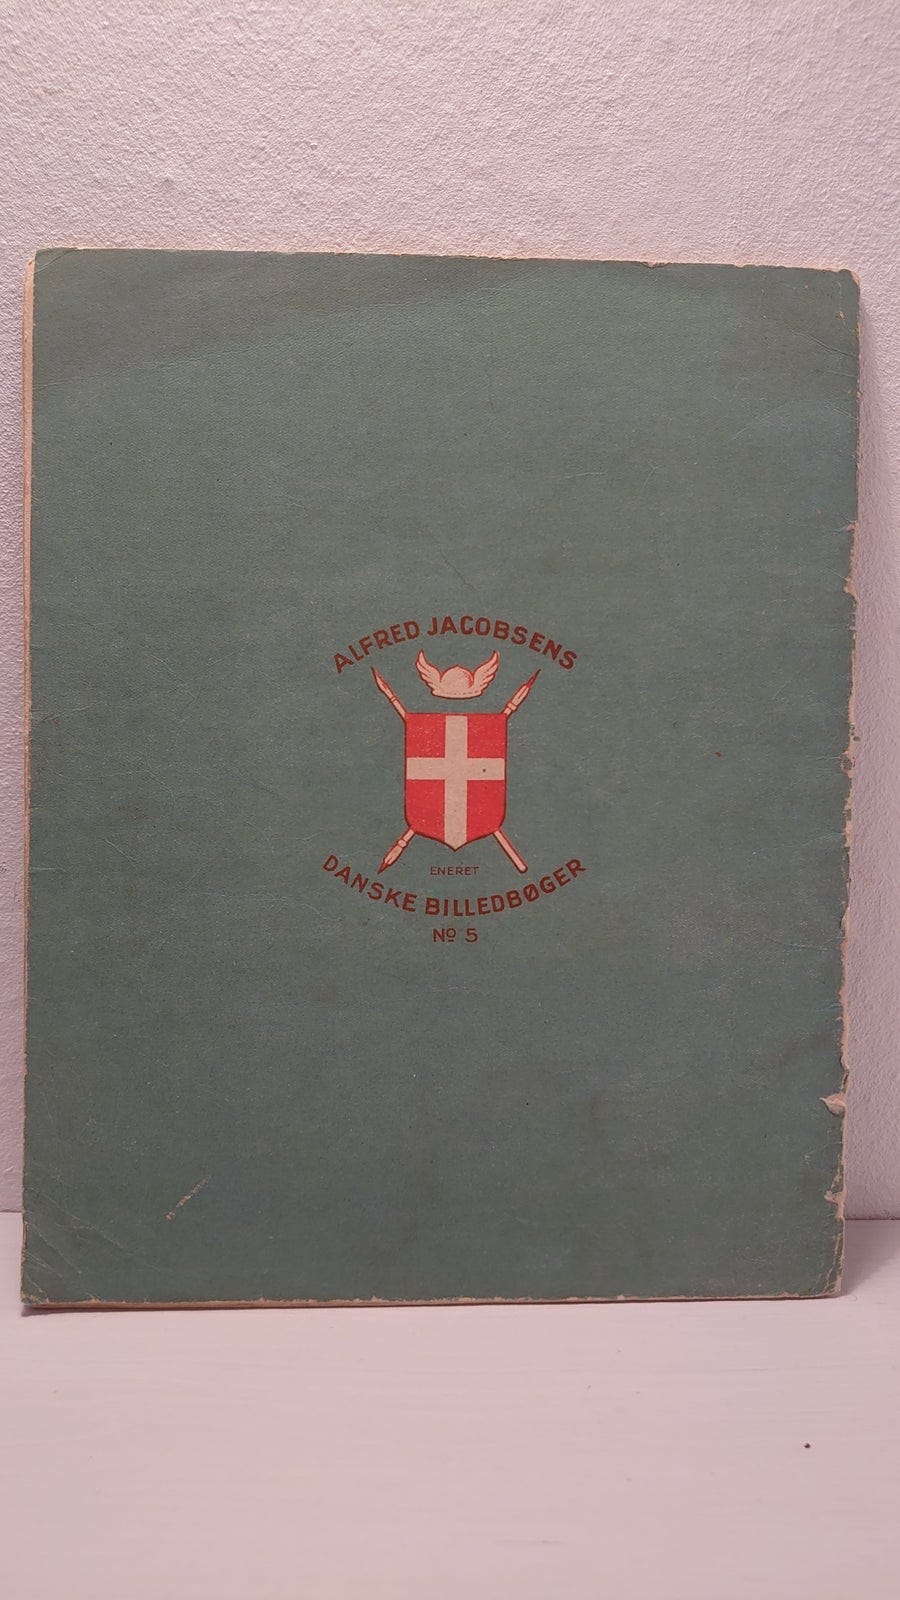 ALFRED JACOBSENS
ENERET
DANSKE BILLEDBØGER
Nº 5